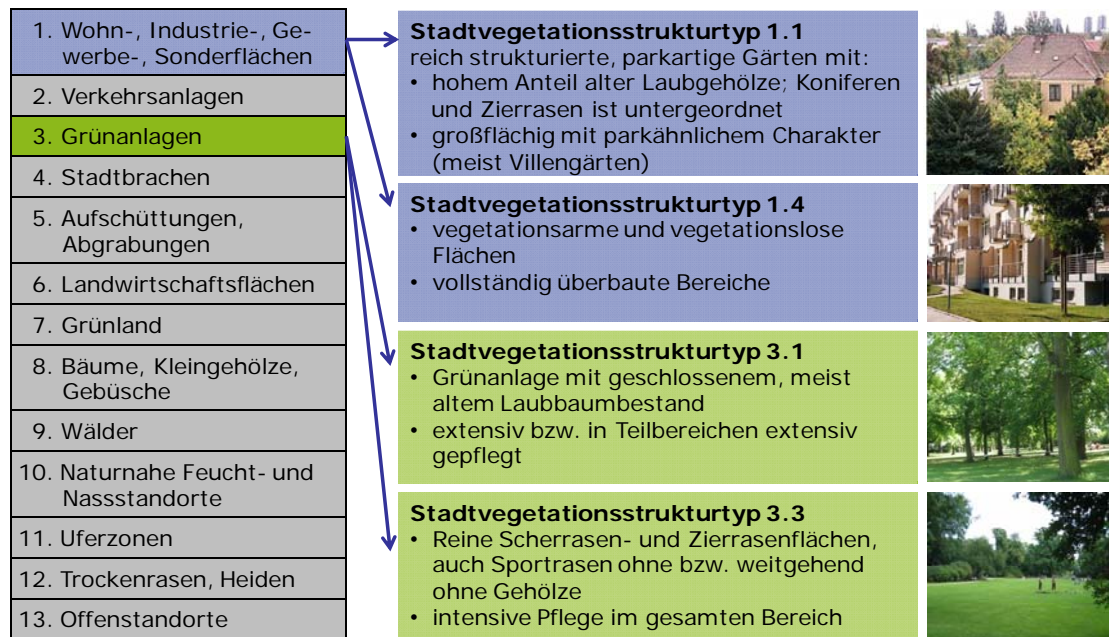 1. Wohn-, Industrie-, Ge-
werbe-, Sonderflächen
2. Verkehrsanlagen
3. Grünanlagen
4. Stadtbrachen
5. Aufschüttungen,
Abgrabungen
6. Landwirtschaftsflächen
7. Grünland
8. Bäume, Kleingehölze,
Gebüsche
9. Wälder
10. Naturnahe Feucht- und
Nassstandorte
11. Uferzonen
12. Trockenrasen, Heiden
13. Offenstandorte
Stadtvegetationsstrukturtyp 1.1
reich strukturierte, parkartige Gärten mit:
• hohem Anteil alter Laubgehölze; Koniferen
und Zierrasen ist untergeordnet
• großflächig mit parkähnlichem Charakter
(meist Villengärten)
Stadtvegetationsstrukturtyp 1.4
• vegetationsarme und vegetationslose
Flächen
• vollständig überbaute Bereiche
Stadtvegetationsstrukturtyp 3.1
• Grünanlage mit geschlossenem, meist
altem Laubbaumbestand
• extensiv bzw. in Teilbereichen extensiv
gepflegt
Stadtvegetationsstrukturtyp 3.3
• Reine Scherrasen- und Zierrasenflächen,
auch Sportrasen ohne bzw. weitgehend
ohne Gehölze
• intensive Pflege im gesamten Bereich